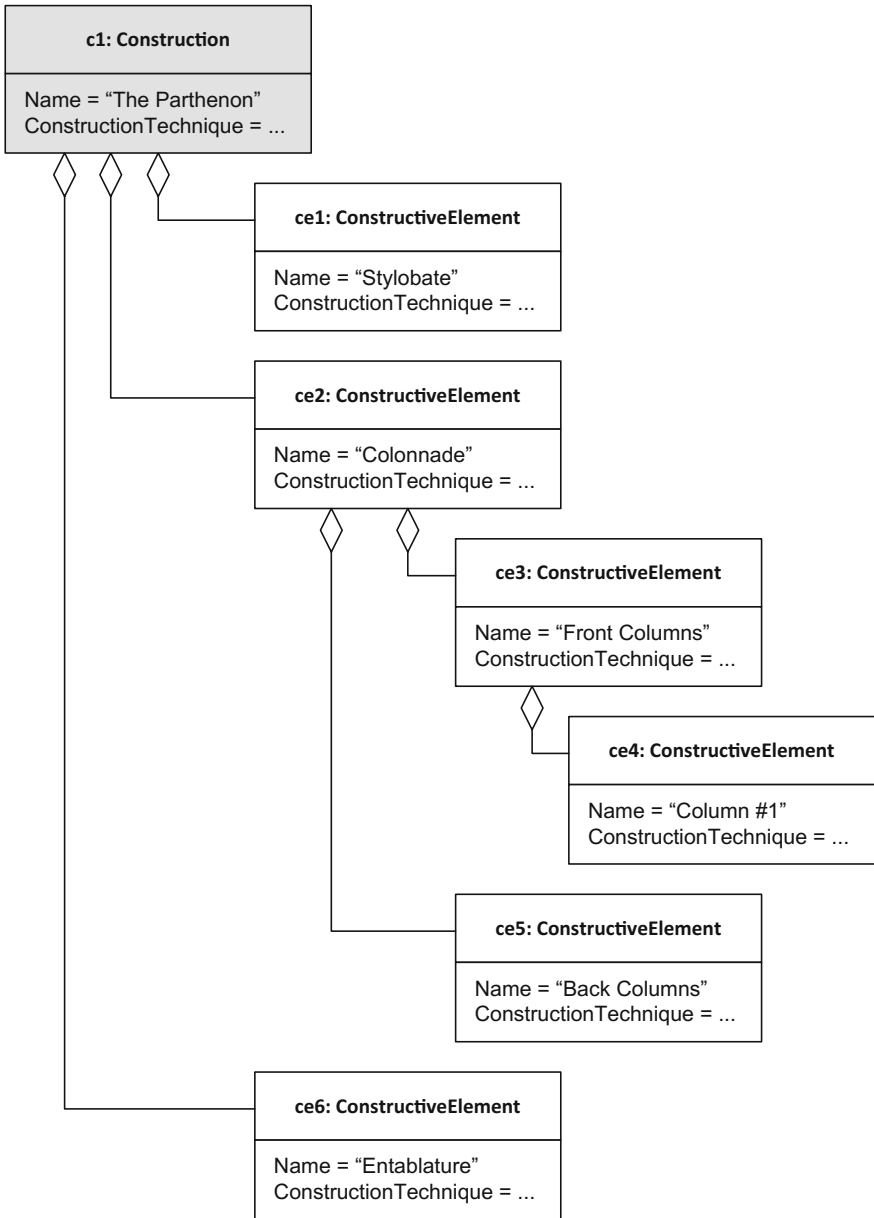 c1: Construction
Name = “The Parthenon”
ConstructionTechnique = ...
ce1: ConstructiveElement
Name = “Stylobate”
ConstructionTechnique = ...
ce2: ConstructiveElement
Name = “Colonnade”
ConstructionTechnique = ...
ce3: ConstructiveElement
Name = “Front Columns”
ConstructionTechnique = ...
ce4: ConstructiveElement
Name = “Column #1”
ConstructionTechnique = ...
ce5: ConstructiveElement
Name = “Back Columns”
ConstructionTechnique = ...
ce6: ConstructiveElement
Name = “Entablature”
ConstructionTechnique = ...